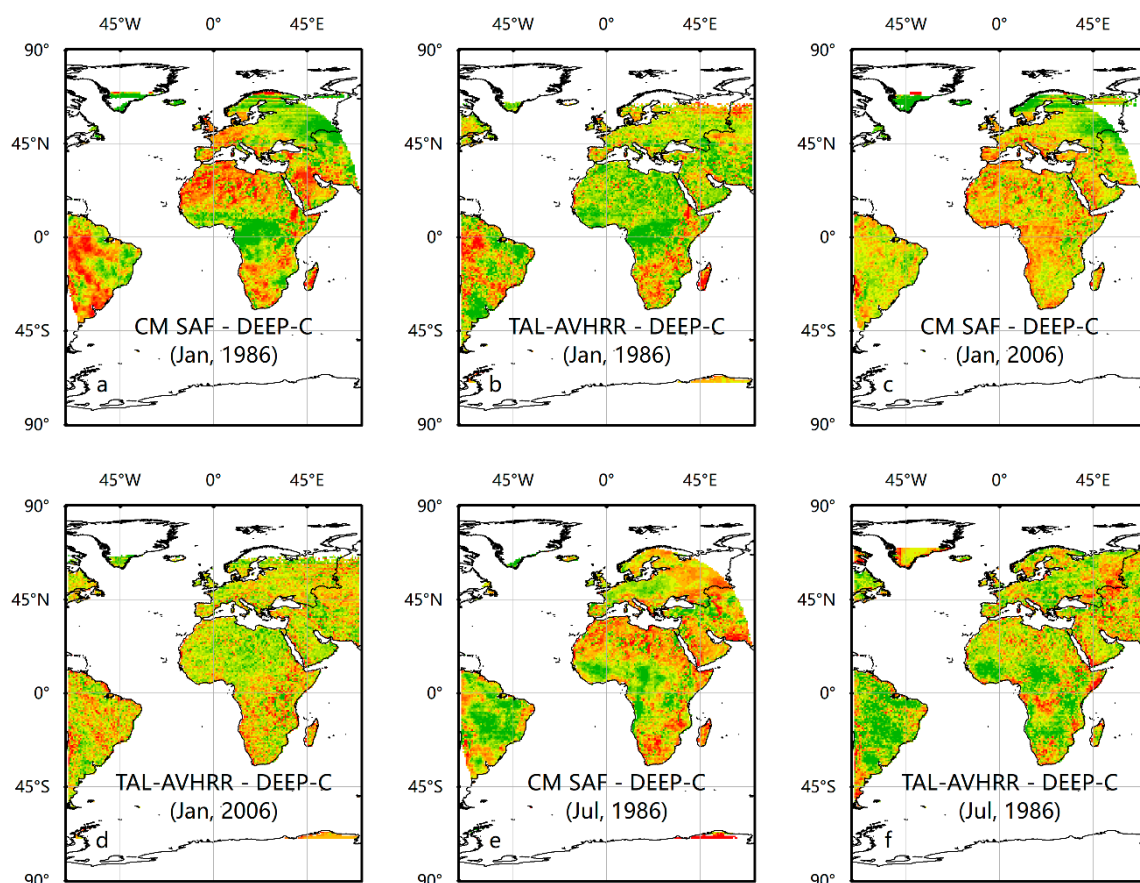 45°W 0° 45°E 45°W 0° 45°E 45°W 0° 45°E
90° 90° 90°
45°N 45°N 45°N
0° 0° 0°
45°S 45°S 45°S
CM SAF - DEEP-C TAL-AVHRR - DEEP-C CM SAF - DEEP-C
(Jan, 1986) (Jan, 1986) (Jan, 2006)
a b c
90° 90° 90°
45°W 0° 45°E 45°W 0° 45°E 45°W 0° 45°E
90° 90° 90°
45°N 45°N 45°N
0° 0° 0°
45°S 45°S 45°S
TAL-AVHRR - DEEP-C CM SAF - DEEP-C TAL-AVHRR - DEEP-C
(Jan, 2006) (Jul, 1986) (Jul, 1986)
d e f
90° 90° 90°